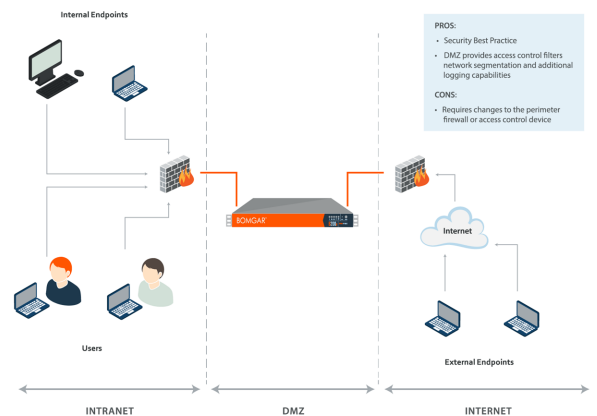 Internal Endpoints
PROS:
• Security Best Practice
• DMZ provides access control filters
network segmentation and additional
logging capabilities
CONS:
• Requires changes to the perimeter
firewall or access control device
BOMGAR
Internet
Users
External Endpoints
INTRANET
DMZ
INTERNET